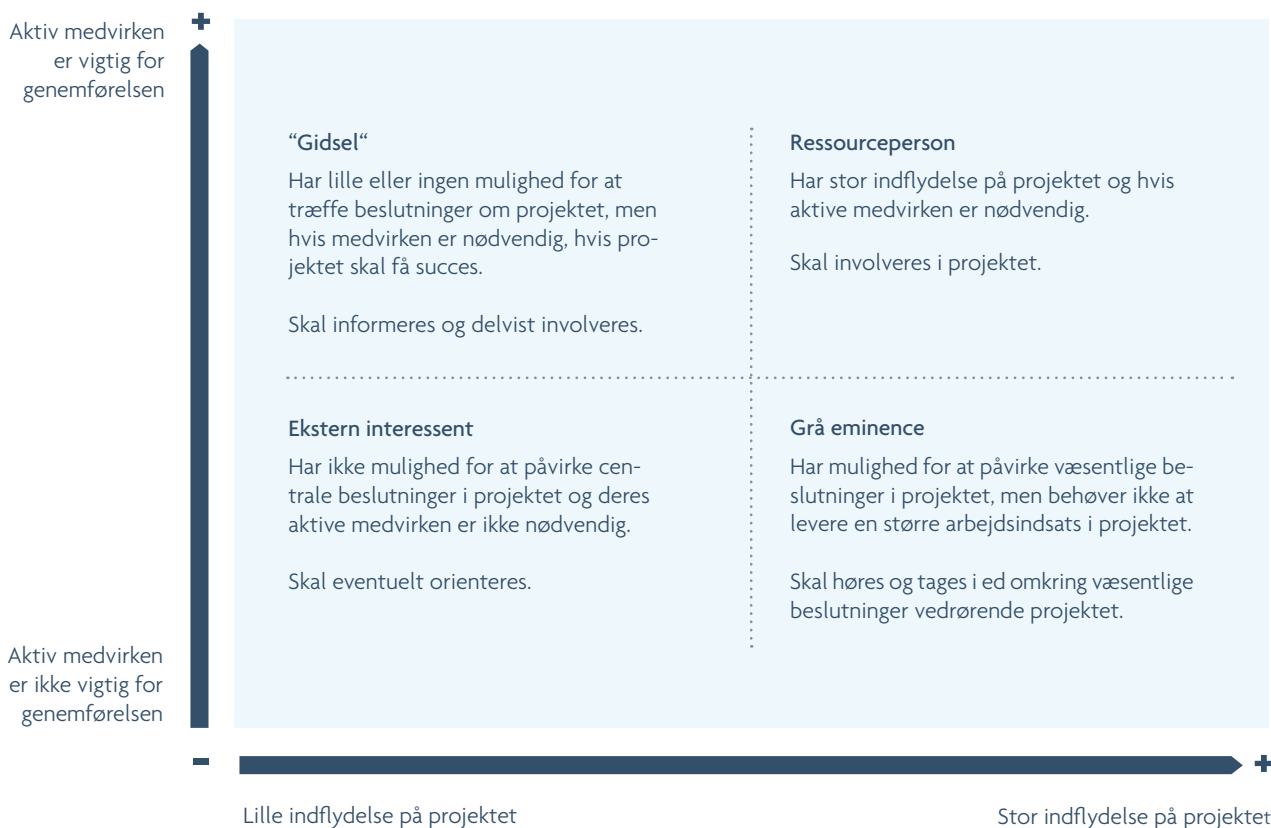 Aktiv medvirken
er vigtig for
genemførelsen
+
“Gidsel“
Har lille eller ingen mulighed for at
træffe beslutninger om projektet, men
hvis medvirken er nødvendig, hvis pro-
jektet skal få succes.
Skal informeres og delvist involveres.
Ressourceperson
Har stor indflydelse på projektet og hvis
aktive medvirken er nødvendig.
Skal involveres i projektet.
Ekstern interessent
Har ikke mulighed for at påvirke cen-
trale beslutninger i projektet og deres
aktive medvirken er ikke nødvendig.
Skal eventuelt orienteres.
Grå eminence
Har mulighed for at påvirke væsentlige be-
slutninger i projektet, men behøver ikke at
levere en større arbejdsindsats i projektet.
Skal høres og tages i ed omkring væsentlige
beslutninger vedrørende projektet.
Aktiv medvirken
er ikke vigtig for
genemførelsen
-
+
Lille indflydelse på projektet
Stor indflydelse på projektet